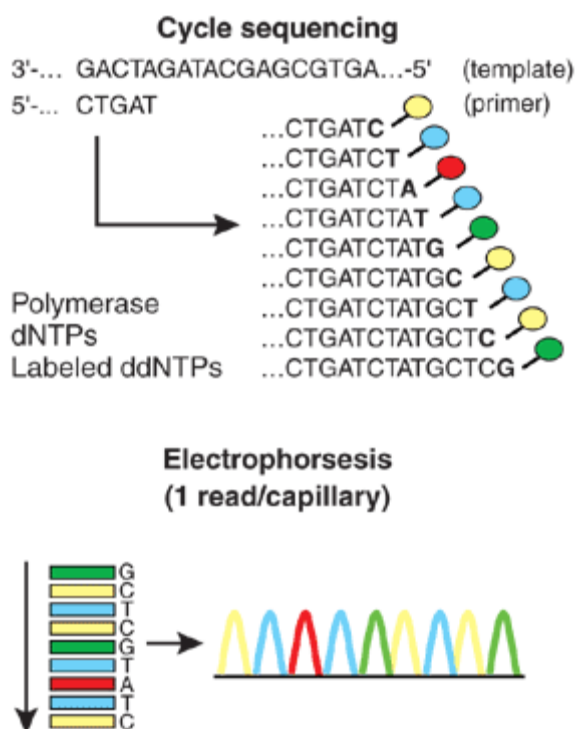 Cycle sequencing
3'-... GACTAGATACGAGCGTGA...-5' (template)
5'-... CTGAT (primer)
...CTGATC
...CTGATCT
...CTGATCTA
...CTGATCTAT
...CTGATCTATG
...CTGATCTATGC
Polymerase ...CTGATCTATGCT
dNTPs ...CTGATCTATGCTC
Labeled ddNTPs ...CTGATCTATGCTCG
Electrophorsesis
(1 read/capillary)
G
C
T
C
G
T
A
T
C